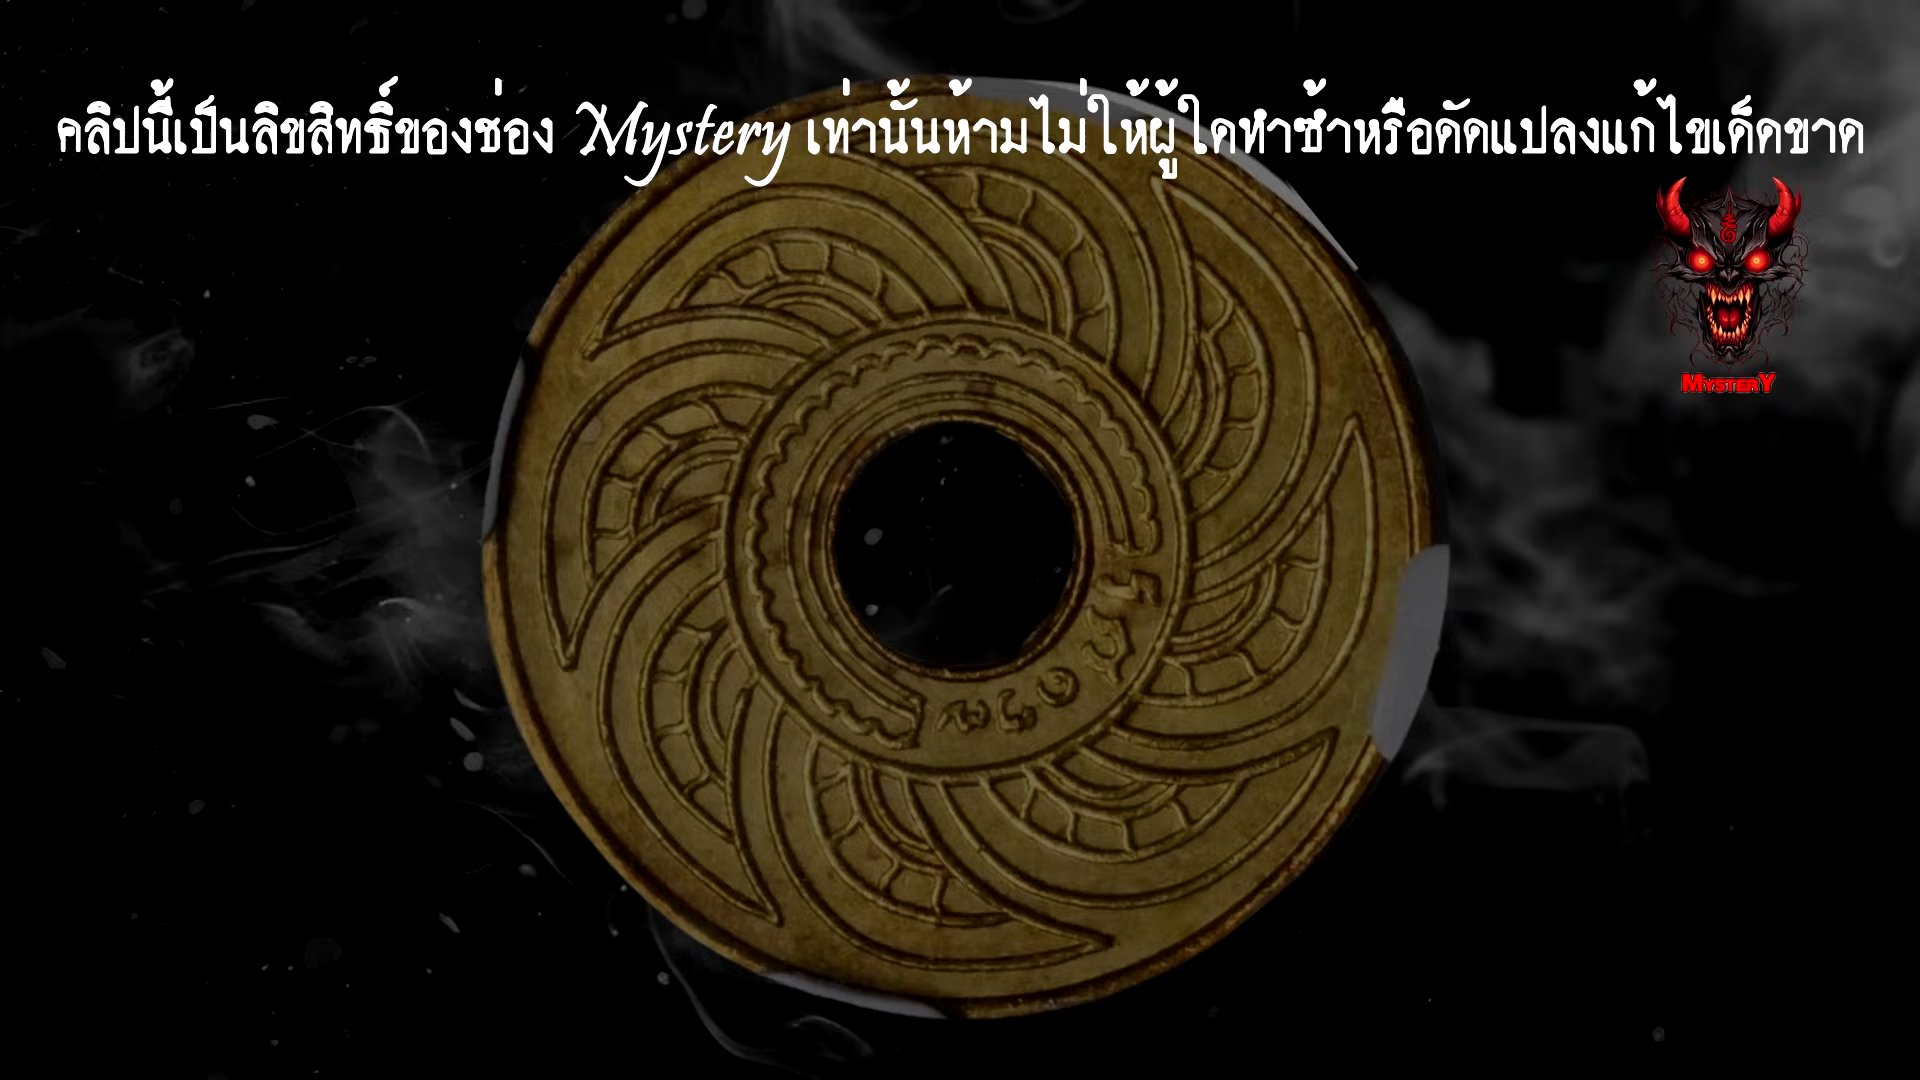 คลิปนี้เป็นลิขสิทธิ์ของช่อง Mystery เท่านั้นห้ามไม่ให้ผู้ใดทำซ้ำหรือดัดแปลงแก้ไขเด็ดขาด
MysterY